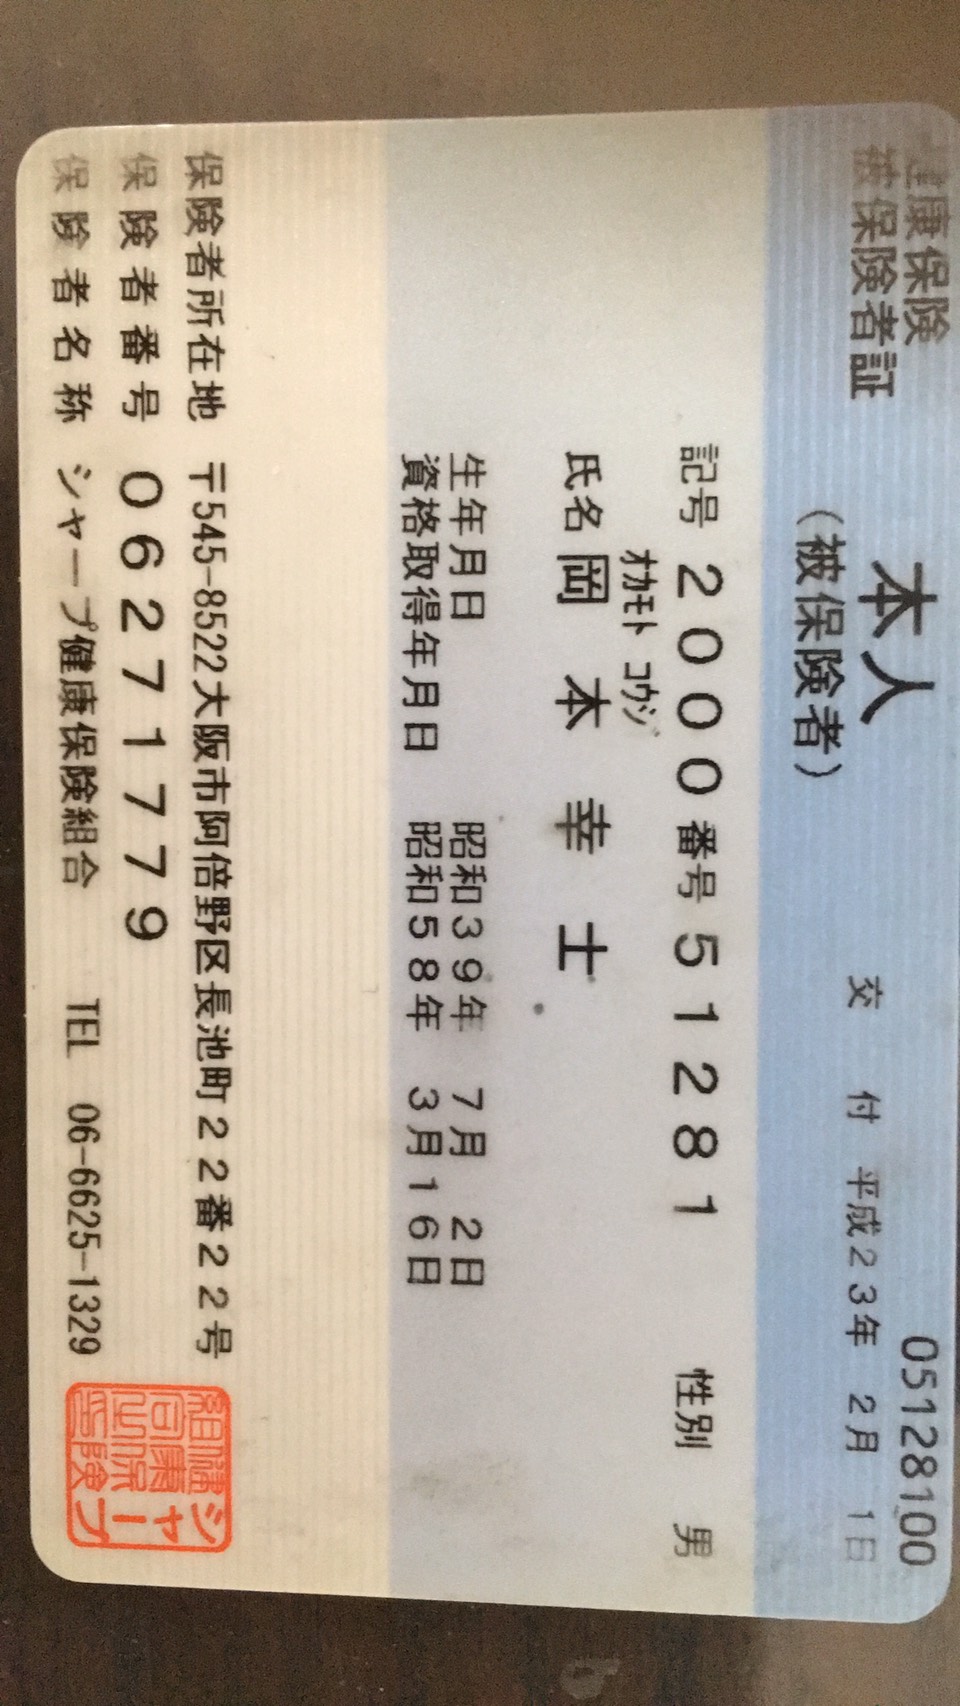 健康保険
被保険者証
本人
(被保険者)
05128100
交付 平成23年 2月 1日
記号 2000 番号 51281 性別 男
オカモト コウジ
氏名 岡本幸士
生年月日 昭和39年 7月 2日
資格取得年月日 昭和58年 3月16日
保険者所在地 〒545-8522大阪市阿倍野区長池町22番22号
保険者番号 06271779
保険者名称 シャープ健康保険組合 TEL 06-6625-1329